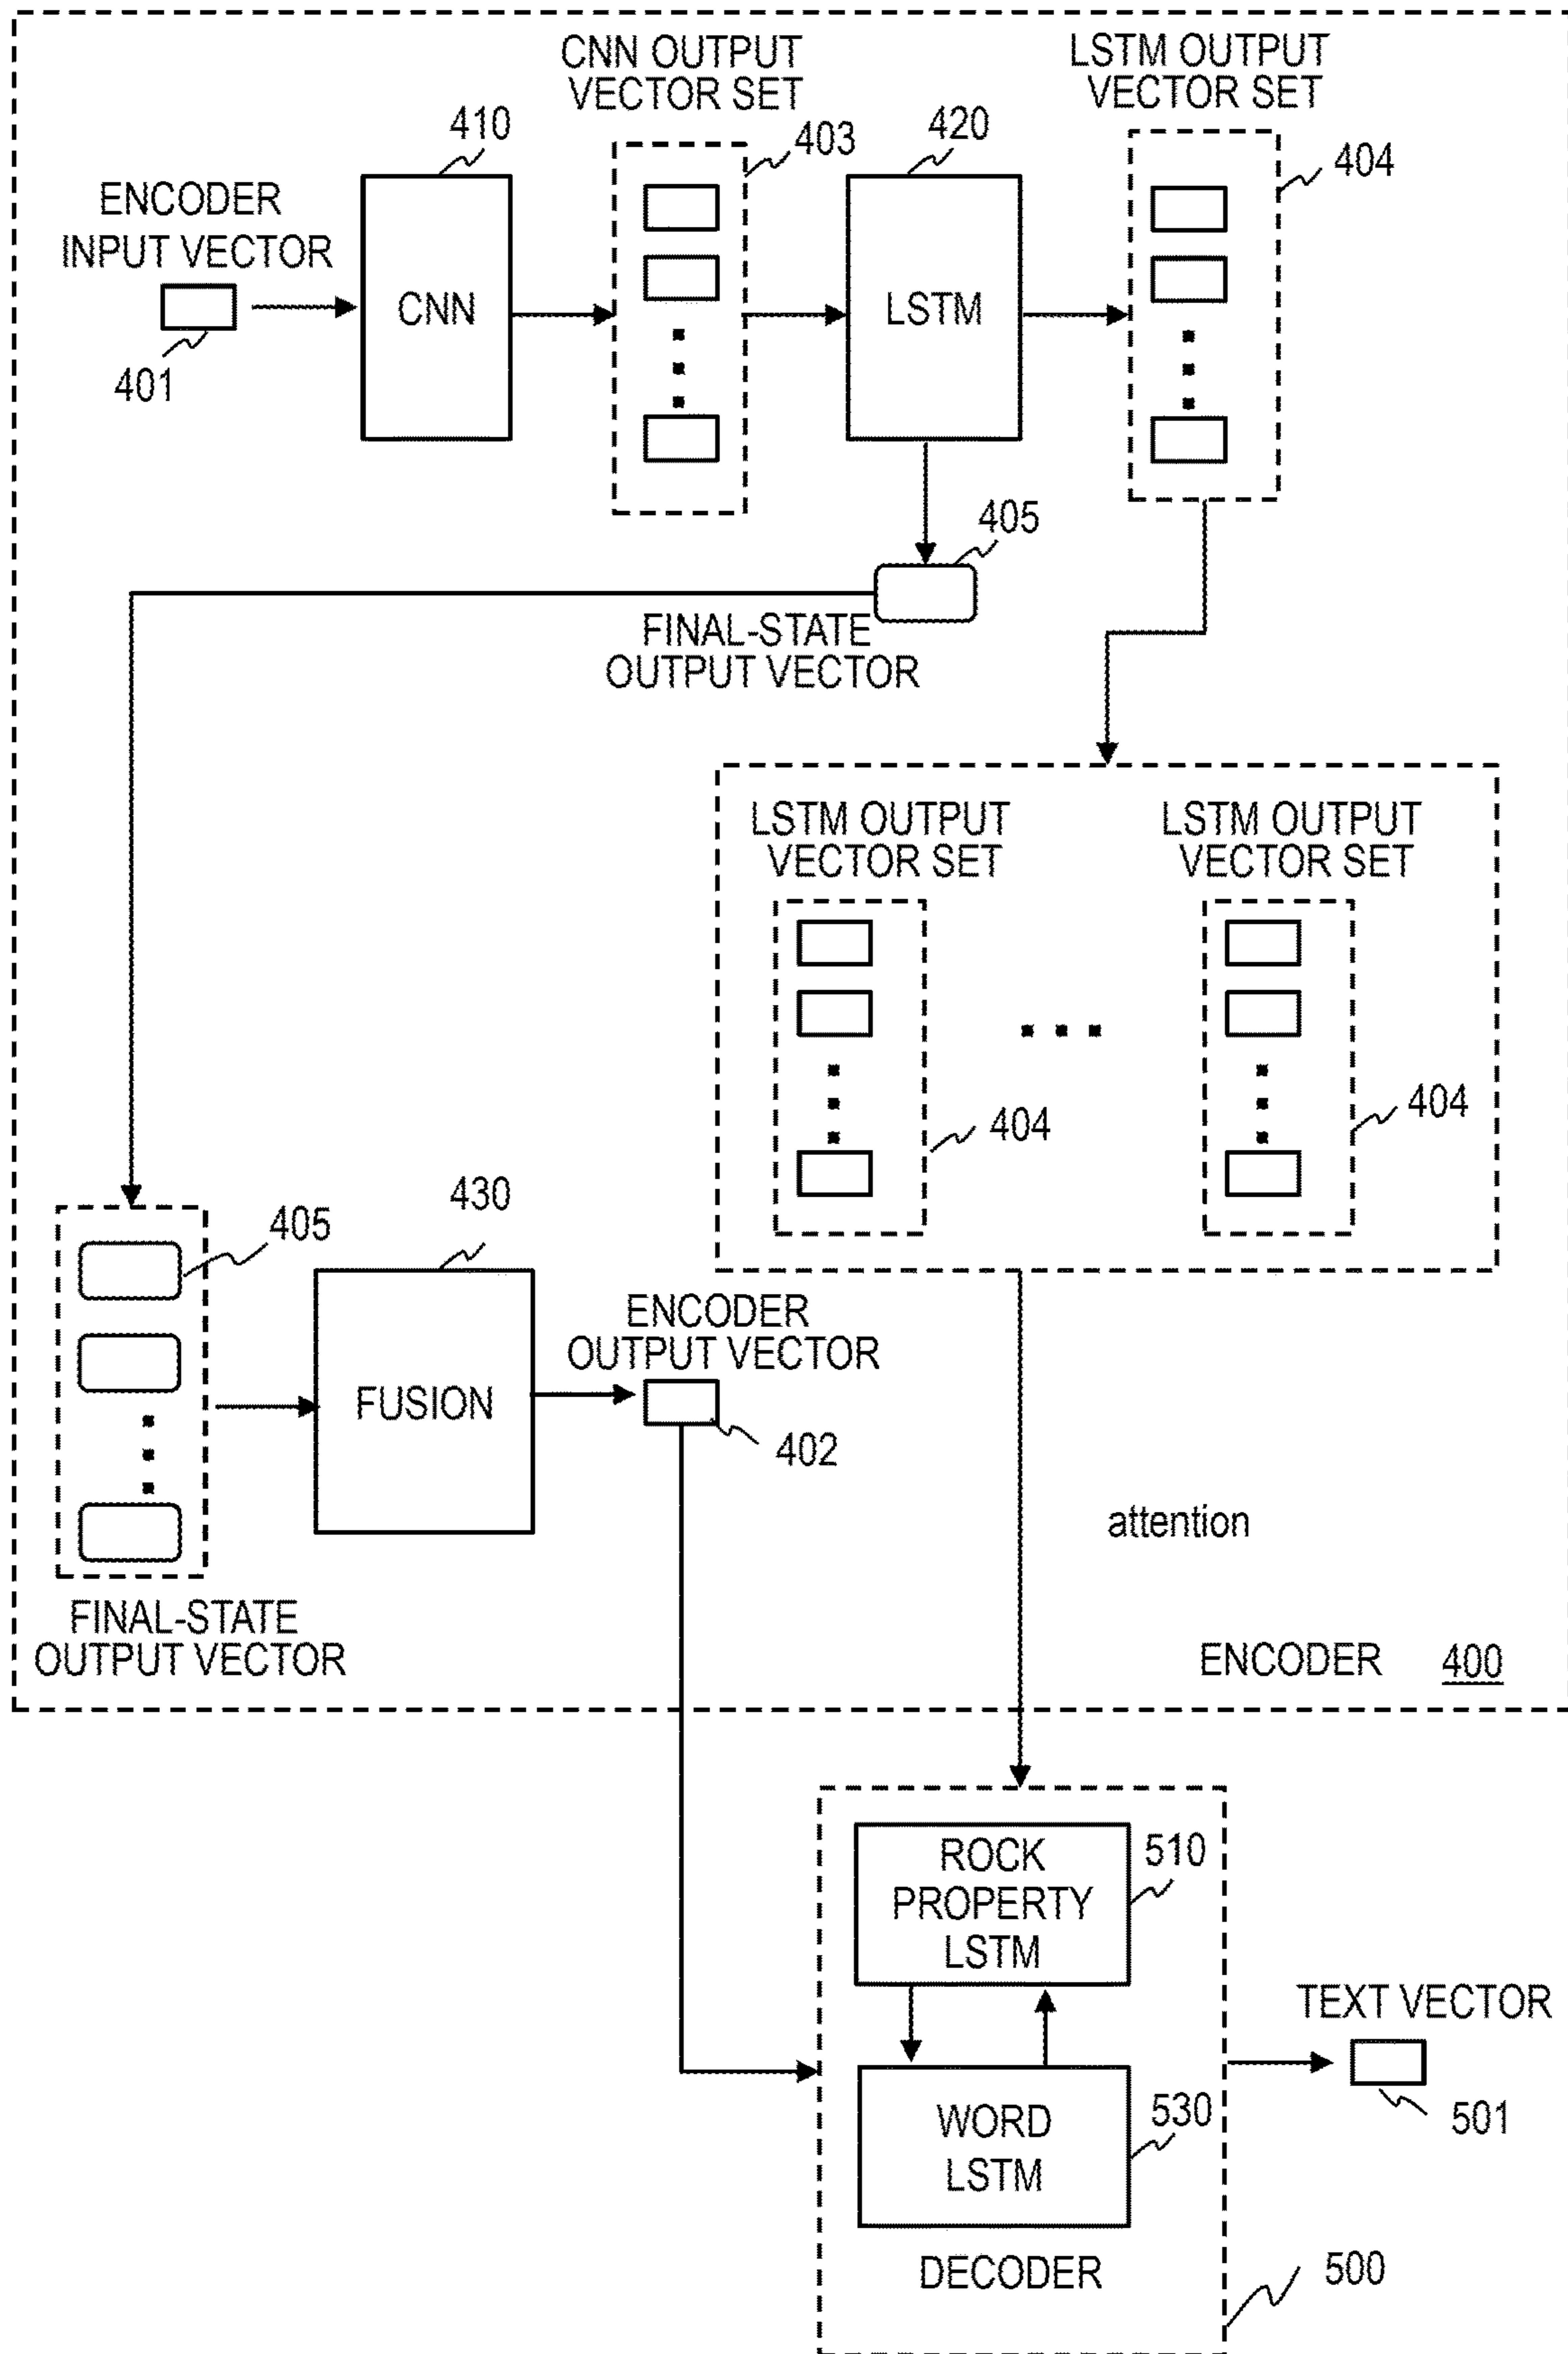 CNN OUTPUT
VECTOR SET
LSTM OUTPUT
VECTOR SET
410
403
420
404
ENCODER
INPUT VECTOR
CNN
LSTM
401
405
FINAL-STATE
OUTPUT VECTOR
LSTM OUTPUT
VECTOR SET
LSTM OUTPUT
VECTOR SET
404
404
430
405
ENCODER
OUTPUT VECTOR
FUSION
402
attention
FINAL-STATE
OUTPUT VECTOR
ENCODER 400
ROCK
PROPERTY
LSTM
510
TEXT VECTOR
WORD
LSTM
530
501
DECODER
500